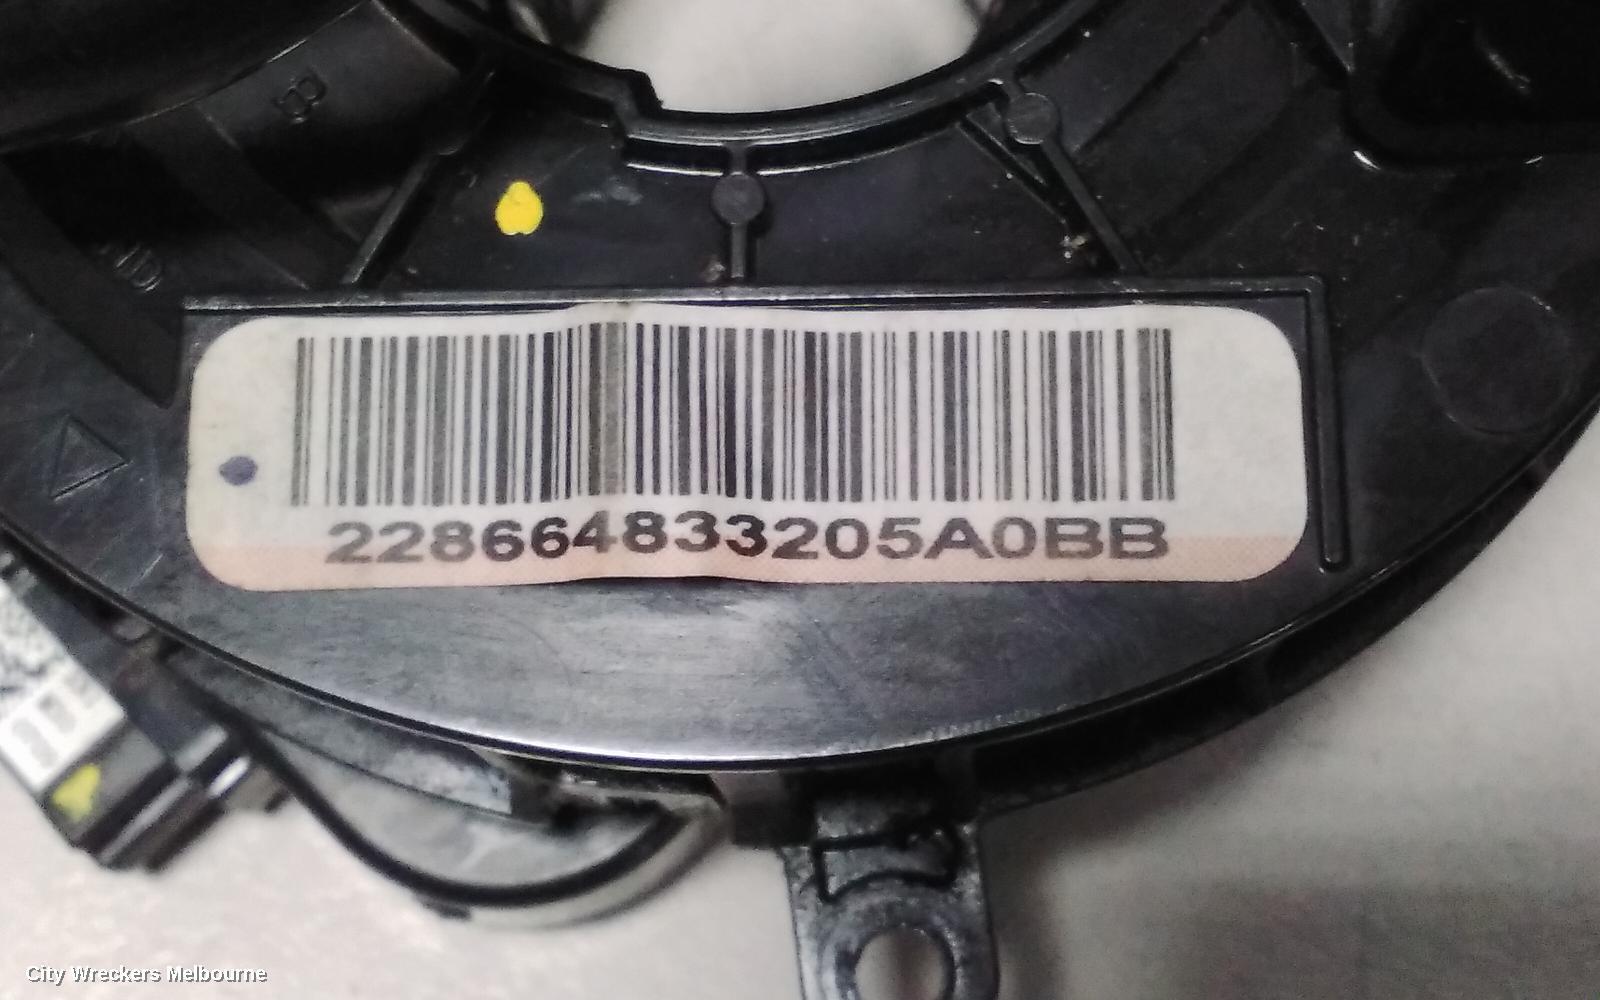 B
228664833205A0BB
City Wreckers Melbourne